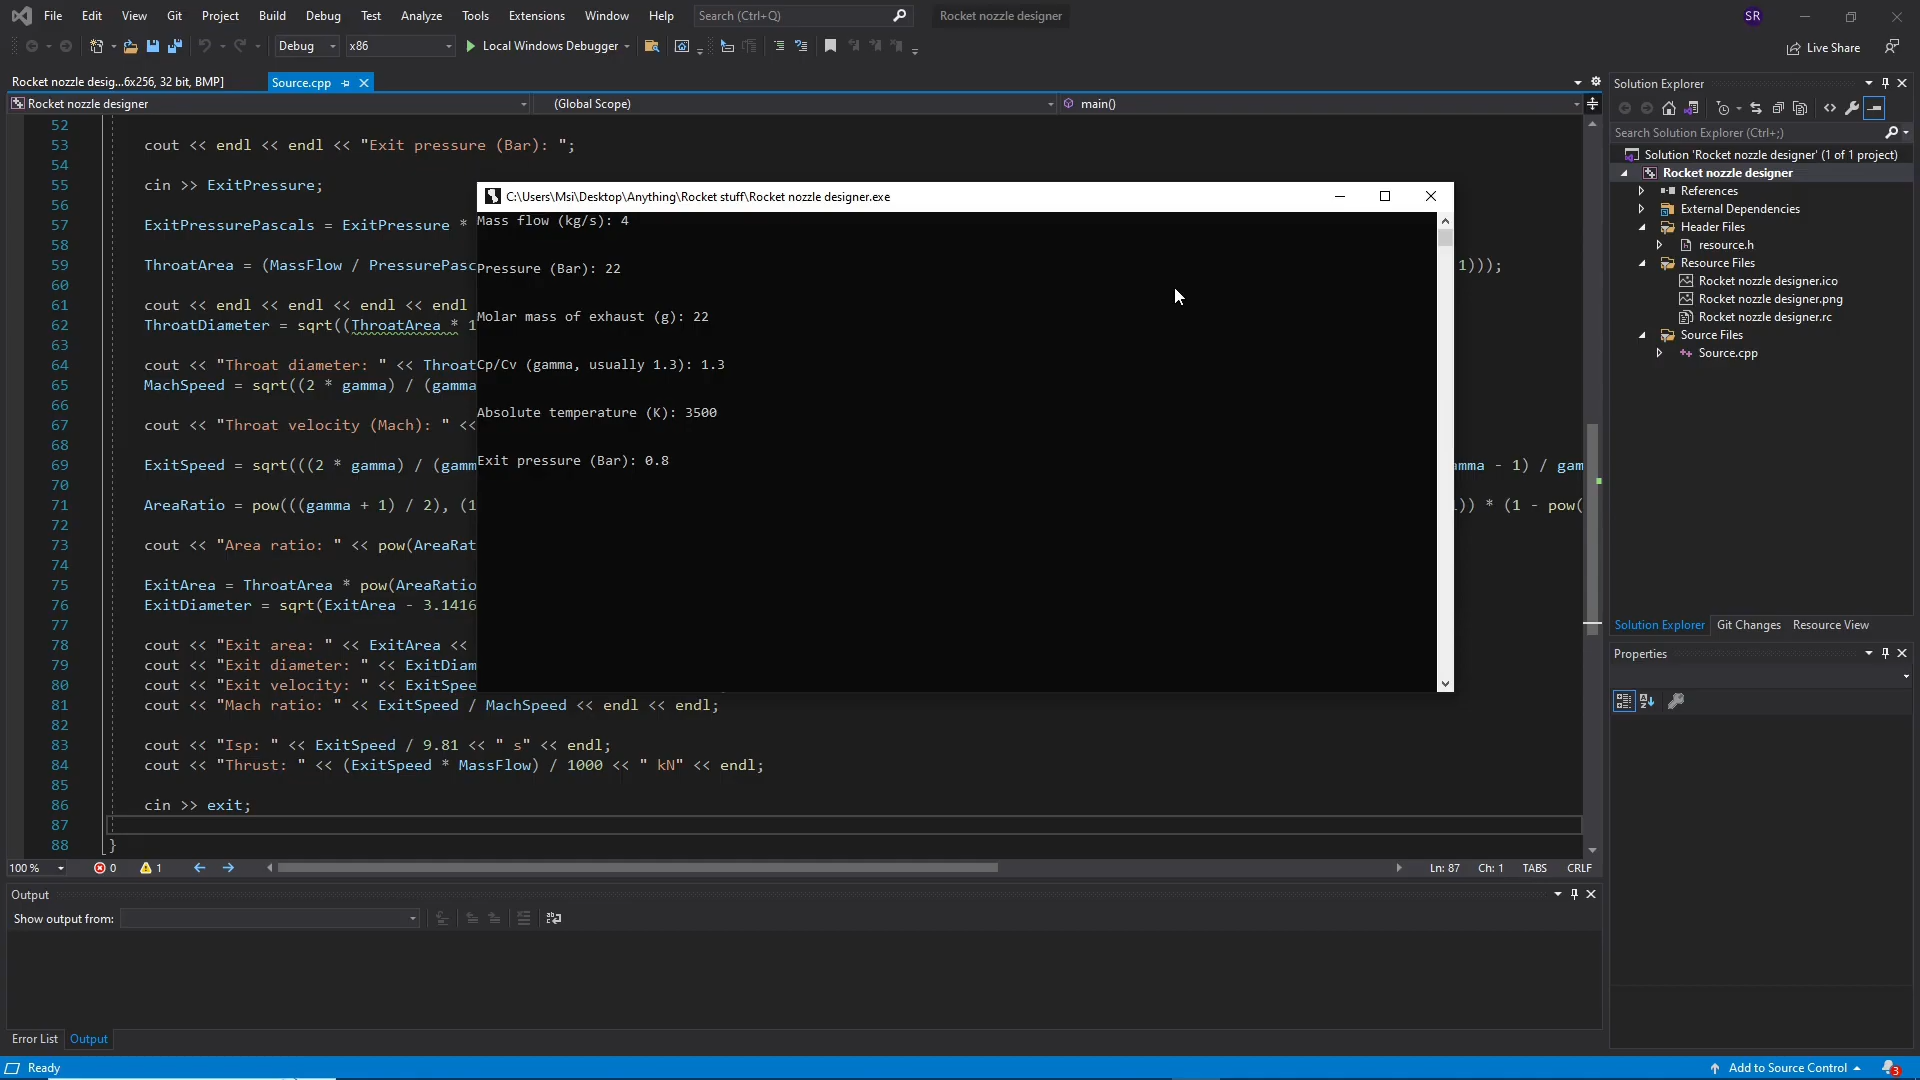 File Edit View Git Project Build Debug Test Analyze Tools Extensions Window Help Search (Ctrl+Q) Rocket nozzle designer SR
Debug x86 Local Windows Debugger Live Share
Rocket nozzle desig...6x256, 32 bit, BMP] Source.cpp
Rocket nozzle designer (Global Scope) main()
52
53 cout << endl << endl << "Exit pressure (Bar): ";
54
55 cin >> ExitPressure;
56
57 ExitPressurePascals = ExitPressure *
58
59 ThroatArea = (MassFlow / PressurePasc 1)));
60
61 cout << endl << endl << endl << endl
62 ThroatDiameter = sqrt((ThroatArea * 1
63
64 cout << "Throat diameter: " << Throat
65 MachSpeed = sqrt((2 * gamma) / (gamma
66
67 cout << "Throat velocity (Mach): " <<
68
69 ExitSpeed = sqrt(((2 * gamma) / (gamm amma - 1) / gam
70
71 AreaRatio = pow(((gamma + 1) / 2), (1 )) * (1 - pow(
72
73 cout << "Area ratio: " << pow(AreaRat
74
75 ExitArea = ThroatArea * pow(AreaRatio
76 ExitDiameter = sqrt(ExitArea - 3.1416
77
78 cout << "Exit area: " << ExitArea <<
79 cout << "Exit diameter: " << ExitDiam
80 cout << "Exit velocity: " << ExitSpee
81 cout << "Mach ratio: " << ExitSpeed / MachSpeed << endl << endl;
82
83 cout << "Isp: " << ExitSpeed / 9.81 << " s"<< endl;
84 cout << "Thrust: " << (ExitSpeed * MassFlow) / 1000 << " kN" << endl;
85
86 cin >> exit;
87
88 }
C:\Users\Msi\Desktop\Anything\Rocket stuff\Rocket nozzle designer.exe
Mass flow (kg/s): 4
Pressure (Bar): 22
Molar mass of exhaust (g): 22
Cp/Cv (gamma, usually 1.3): 1.3
Absolute temperature (K): 3500
Exit pressure (Bar): 0.8
100 % 0 1 Ln: 87 Ch: 1 TABS CRLF
Output
Show output from:
Error List Output
Solution Explorer
Search Solution Explorer (Ctrl+;)
Solution 'Rocket nozzle designer' (1 of 1 project)
Rocket nozzle designer
References
External Dependencies
Header Files
resource.h
Resource Files
Rocket nozzle designer.ico
Rocket nozzle designer.png
Rocket nozzle designer.rc
Source Files
Source.cpp
Solution Explorer Git Changes Resource View
Properties
Ready Add to Source Control 3